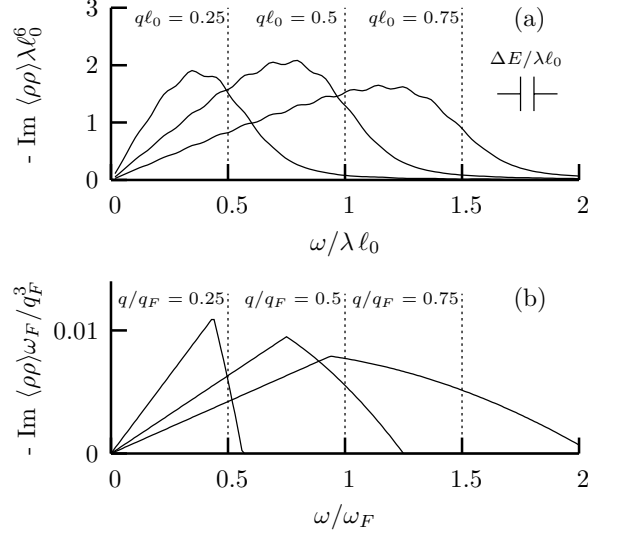 3
qℓ₀ = 0.25 qℓ₀ = 0.5 qℓ₀ = 0.75 (a)
ΔE/λℓ₀
2
1
0
- Im ⟨ρρ⟩λℓ₀⁶
0 0.5 1 1.5 2
ω/λ ℓ₀
q/q_F = 0.25 q/q_F = 0.5 q/q_F = 0.75 (b)
0.01
0
- Im ⟨ρρ⟩ω_F/q_F³
0 0.5 1 1.5 2
ω/ω_F